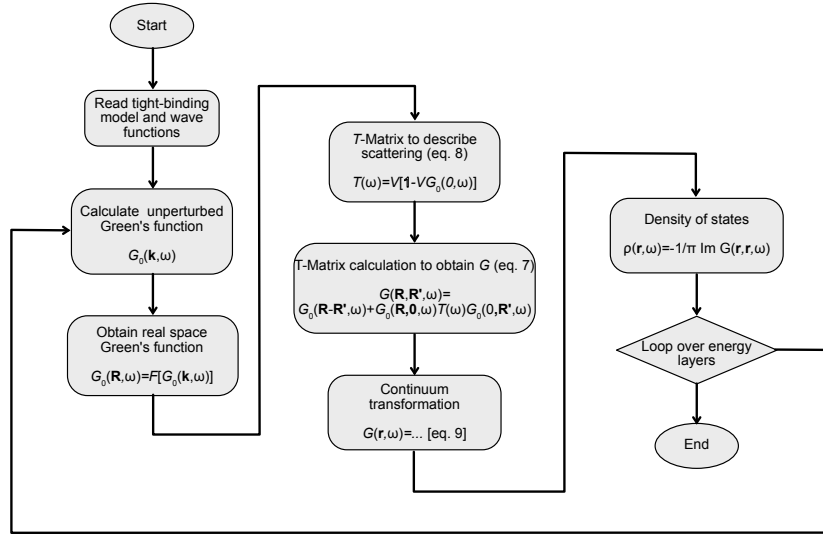 Start
Read tight-binding
model and wave
functions
Calculate unperturbed
Green's function
G₀(k,ω)
Obtain real space
Green's function
G₀(R,ω)=F[G₀(k,ω)]
T-Matrix to describe
scattering (eq. 8)
T(ω)=V[1-VG₀(0,ω)]
T-Matrix calculation to obtain G (eq. 7)
G(R,R',ω)=
G₀(R-R',ω)+G₀(R,0,ω)T(ω)G₀(0,R',ω)
Continuum
transformation
G(r,ω)=... [eq. 9]
Density of states
ρ(r,ω)=-1/π Im G(r,r,ω)
Loop over energy
layers
End